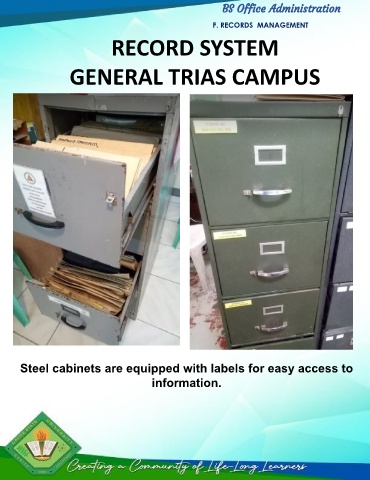 BS Office Administration
F. RECORDS MANAGEMENT
RECORD SYSTEM
GENERAL TRIAS CAMPUS
Steel cabinets are equipped with labels for easy access to
information.
Creating a Community of Life-Long Learners